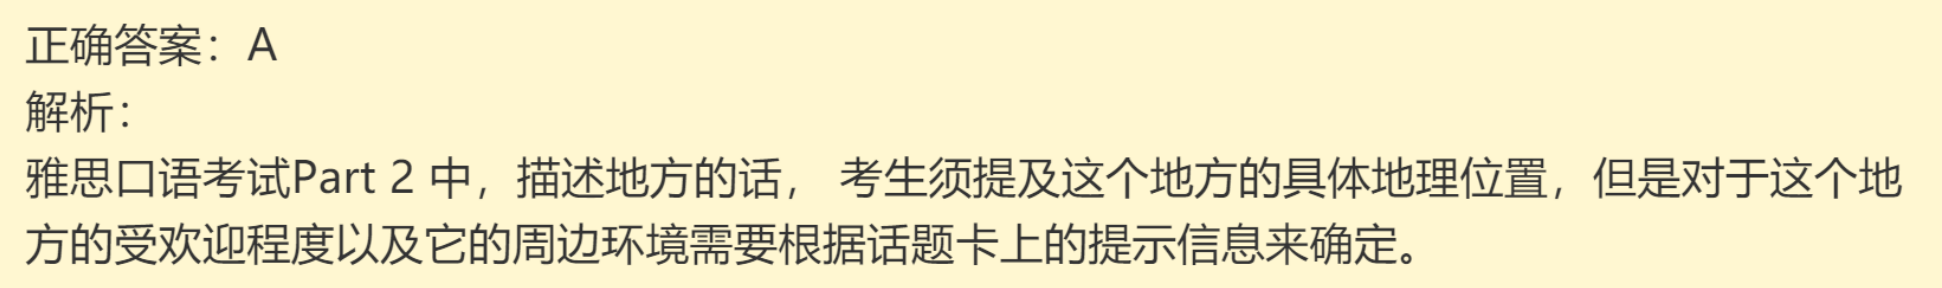 正确答案：A
解析：
雅思口语考试Part 2 中，描述地方的话， 考生须提及这个地方的具体地理位置，但是对于这个地
方的受欢迎程度以及它的周边环境需要根据话题卡上的提示信息来确定。